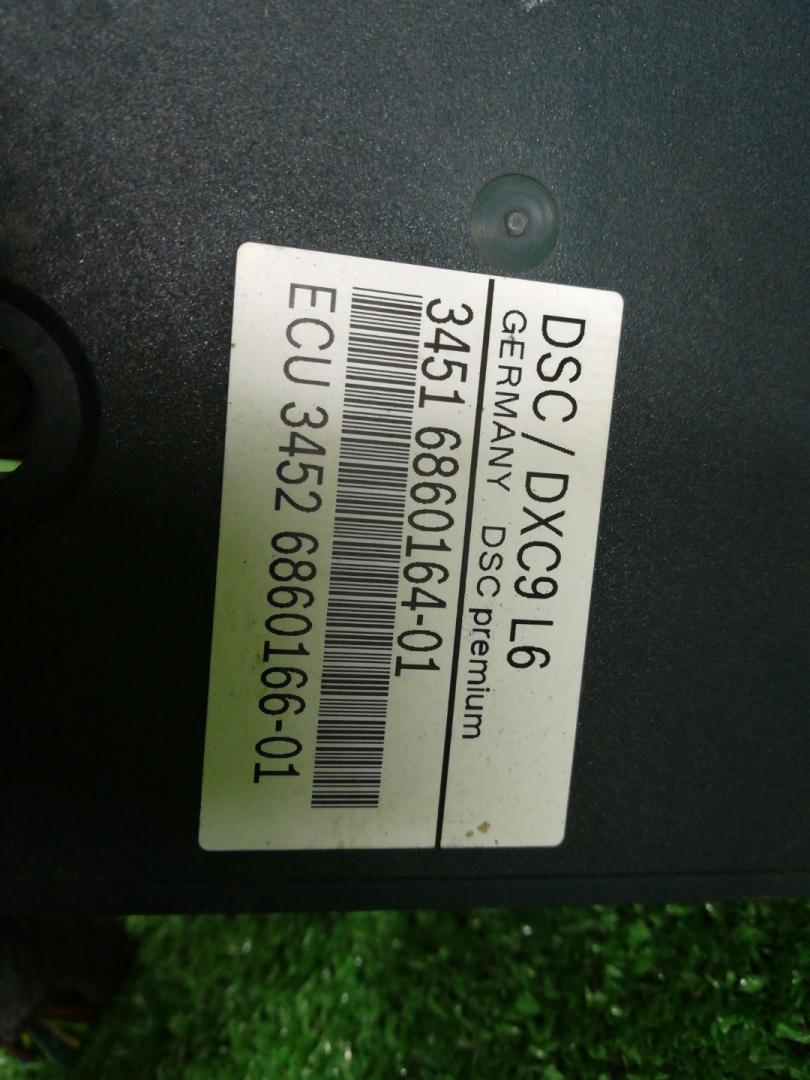 DSC / DXC9 L6
GERMANY DSC premium
3451 6860164-01
ECU 3452 6860166-01